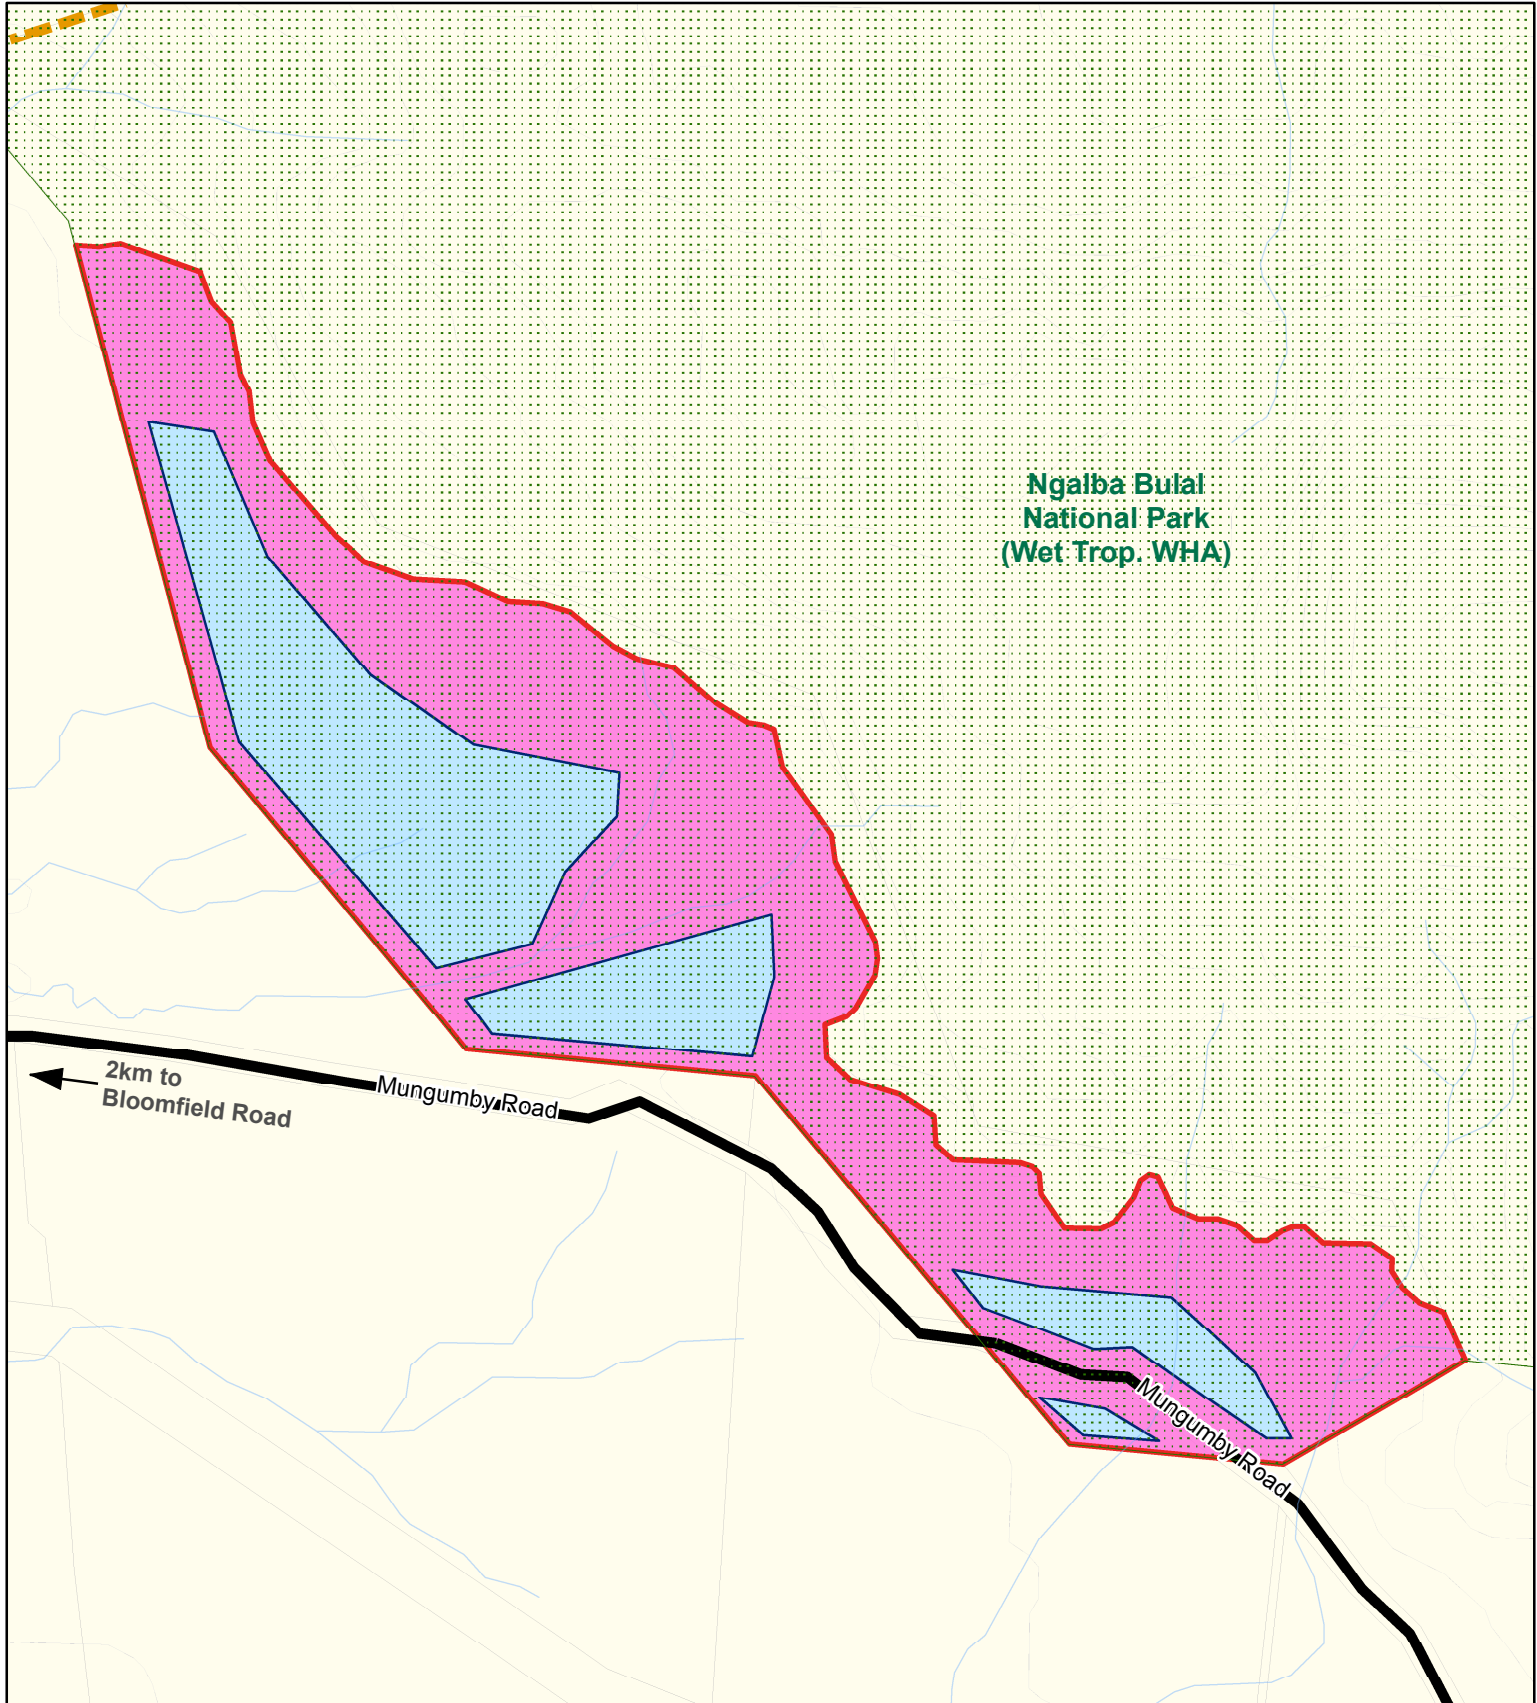 Ngalba Bulal
National Park
(Wet Trop. WHA)
2km to
Bloomfield Road
Mungumby Road
Mungumby Road